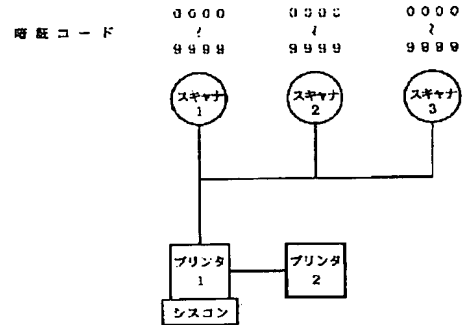 0000 0000 0000
暗証コード ~ ~ ~
9999 9999 9999
スキャナ スキャナ スキャナ
1 2 3
プリンタ プリンタ
1 2
シスコン